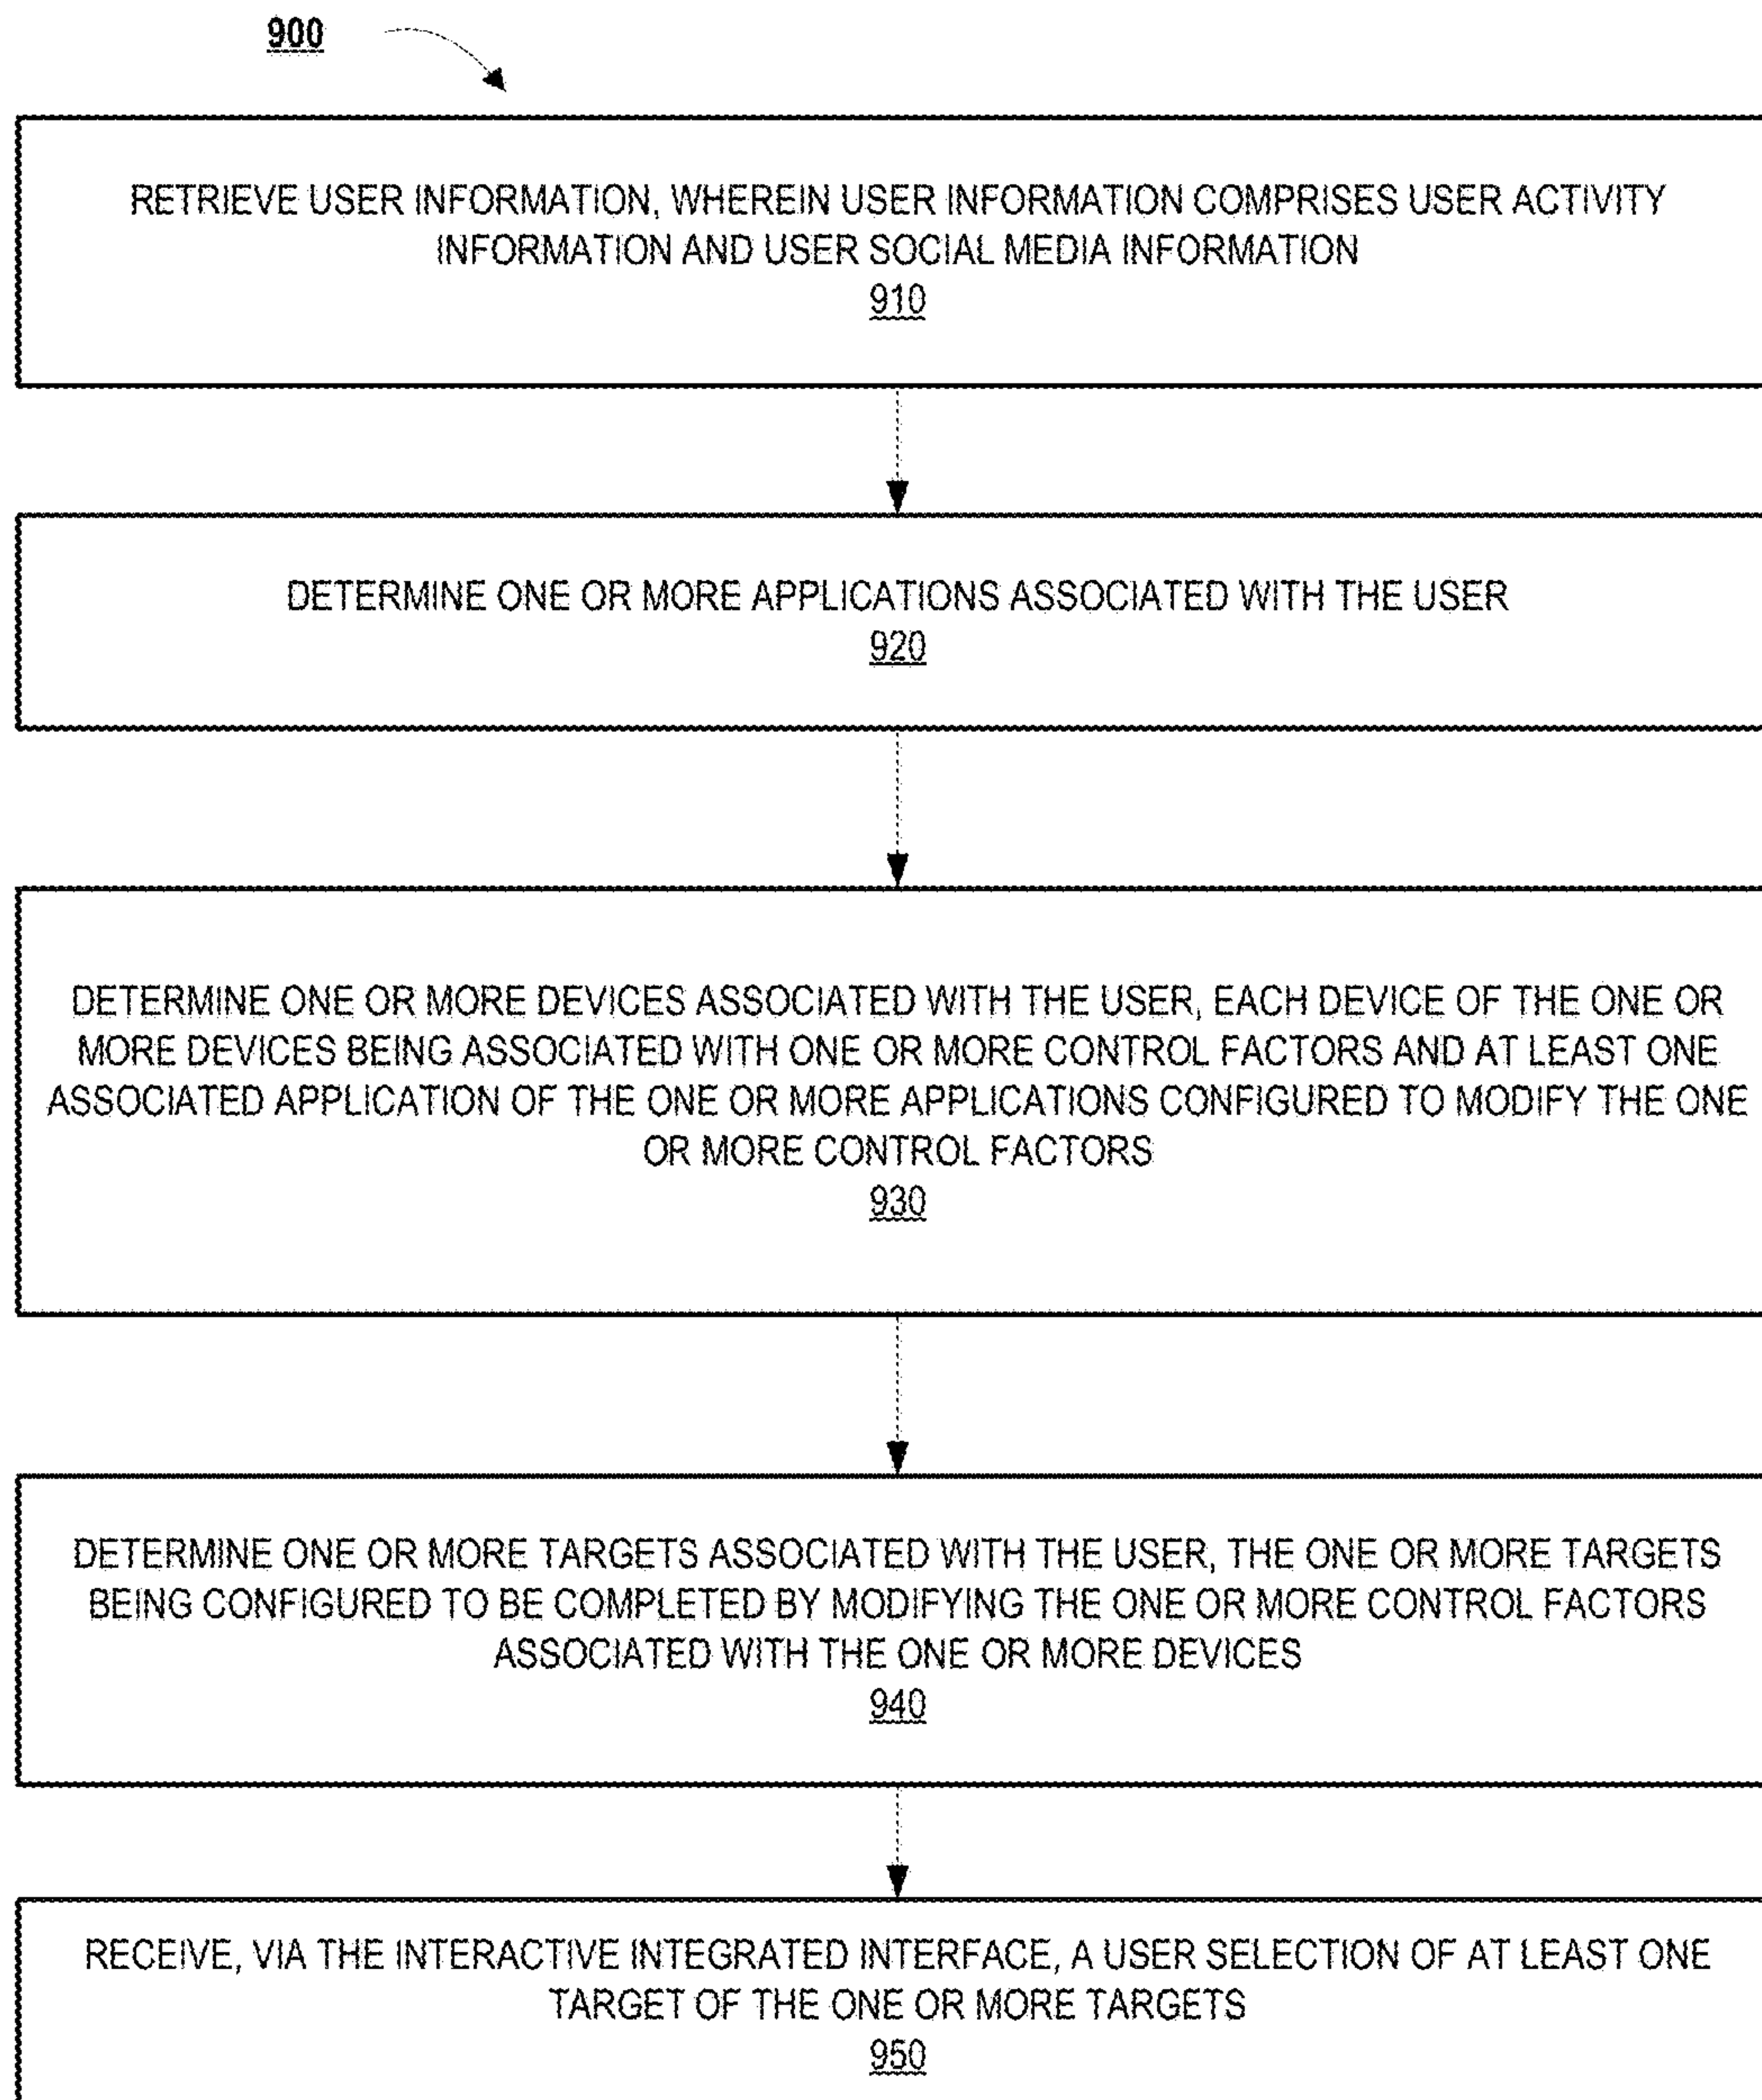 900
RETRIEVE USER INFORMATION, WHEREIN USER INFORMATION COMPRISES USER ACTIVITY
INFORMATION AND USER SOCIAL MEDIA INFORMATION
910
DETERMINE ONE OR MORE APPLICATIONS ASSOCIATED WITH THE USER
920
DETERMINE ONE OR MORE DEVICES ASSOCIATED WITH THE USER, EACH DEVICE OF THE ONE OR
MORE DEVICES BEING ASSOCIATED WITH ONE OR MORE CONTROL FACTORS AND AT LEAST ONE
ASSOCIATED APPLICATION OF THE ONE OR MORE APPLICATIONS CONFIGURED TO MODIFY THE ONE
OR MORE CONTROL FACTORS
930
DETERMINE ONE OR MORE TARGETS ASSOCIATED WITH THE USER, THE ONE OR MORE TARGETS
BEING CONFIGURED TO BE COMPLETED BY MODIFYING THE ONE OR MORE CONTROL FACTORS
ASSOCIATED WITH THE ONE OR MORE DEVICES
940
RECEIVE, VIA THE INTERACTIVE INTEGRATED INTERFACE, A USER SELECTION OF AT LEAST ONE
TARGET OF THE ONE OR MORE TARGETS
950